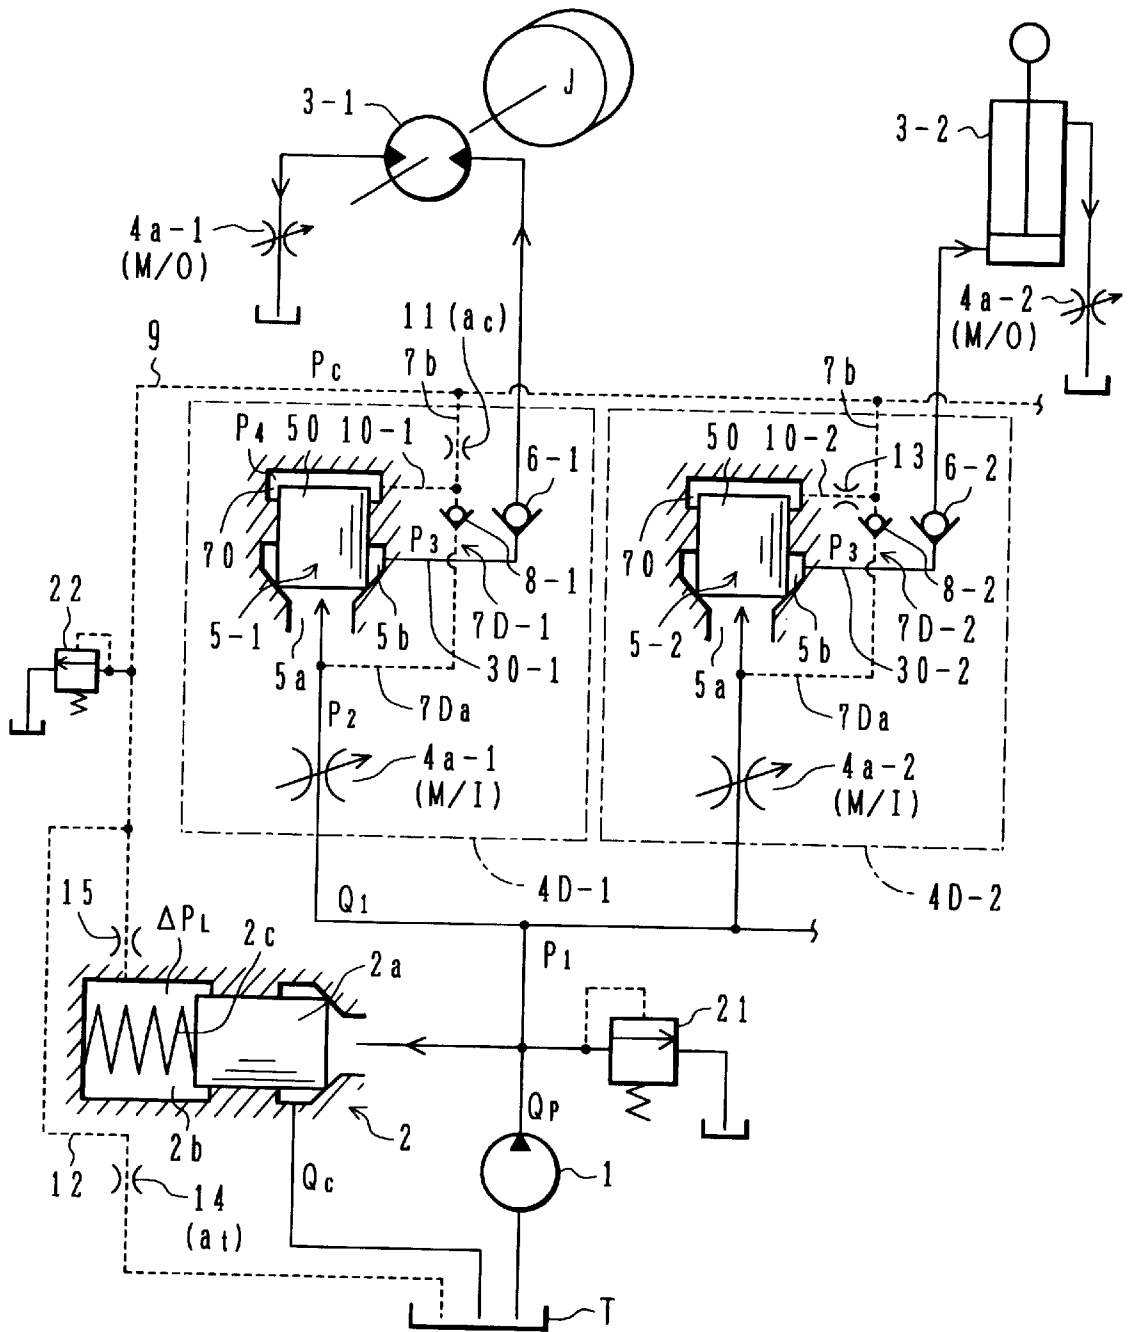 J
3-1
3-2
4a-1
(M/O)
4a-2
(M/O)
11(ac)
9
Pc
7b
7b
P4
50
10-1
6-1
50
10-2
13
6-2
70
P3
8-1
70
P3
8-2
22
5-1
5a
5b
7D-1
30-1
5-2
5a
5b
7D-2
30-2
P2
7Da
7Da
4a-1
(M/I)
4a-2
(M/I)
15
Q1
4D-1
4D-2
ΔPL
2c
2a
P1
21
2b
2
QP
12
14
(at)
Qc
1
T